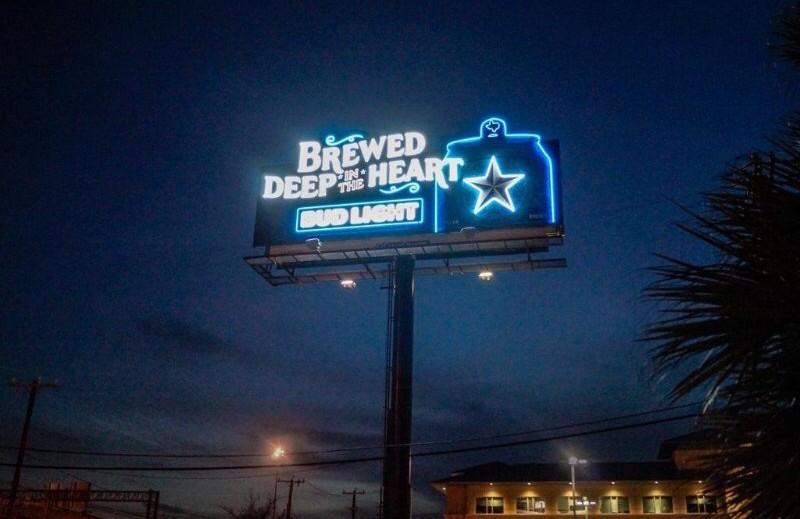 BREWED
DEEP IN THE HEART
BUD LIGHT